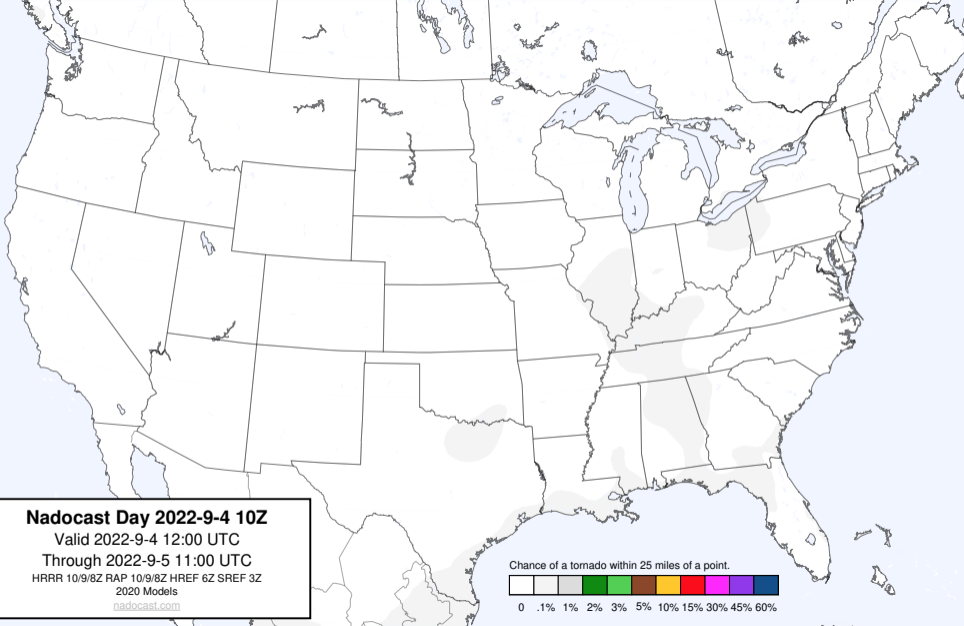 Nadocast Day 2022-9-4 10Z
Valid 2022-9-4 12:00 UTC
Through 2022-9-5 11:00 UTC
HRRR 10/9/8Z RAP 10/9/8Z HREF 6Z SREF 3Z
2020 Models
nadocast.com
Chance of a tornado within 25 miles of a point.
0 .1% 1% 2% 3% 5% 10% 15% 30% 45% 60%